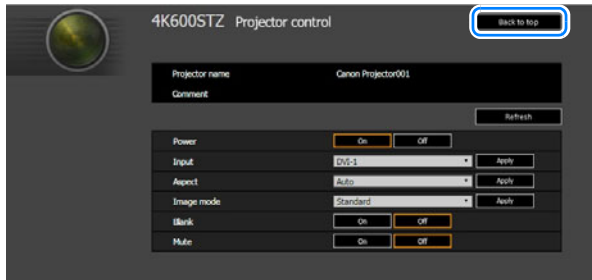 4K600STZ Projector control Back to top
Projector name Canon Projector001
Comment
Refresh
Power On Off
Input DVI-1 Apply
Aspect Auto Apply
Image mode Standard Apply
Blank On Off
Mute On Off